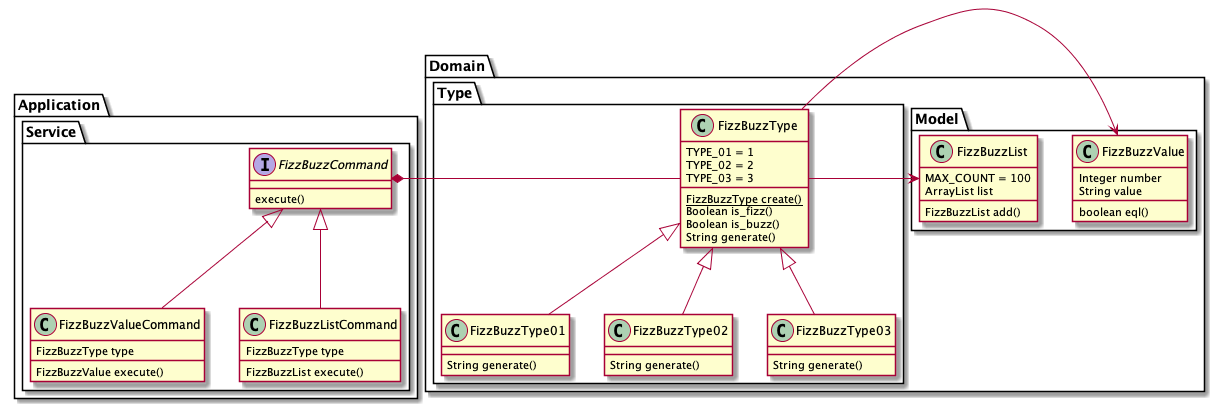 Application
Service
I FizzBuzzCommand
execute()
C FizzBuzzValueCommand
FizzBuzzType type
FizzBuzzValue execute()
C FizzBuzzListCommand
FizzBuzzType type
FizzBuzzList execute()
Domain
Type
C FizzBuzzType
TYPE_01 = 1
TYPE_02 = 2
TYPE_03 = 3
FizzBuzzType create()
Boolean is_fizz()
Boolean is_buzz()
String generate()
C FizzBuzzType01
String generate()
C FizzBuzzType02
String generate()
C FizzBuzzType03
String generate()
Model
C FizzBuzzList
MAX_COUNT = 100
ArrayList list
FizzBuzzList add()
C FizzBuzzValue
Integer number
String value
boolean eql()